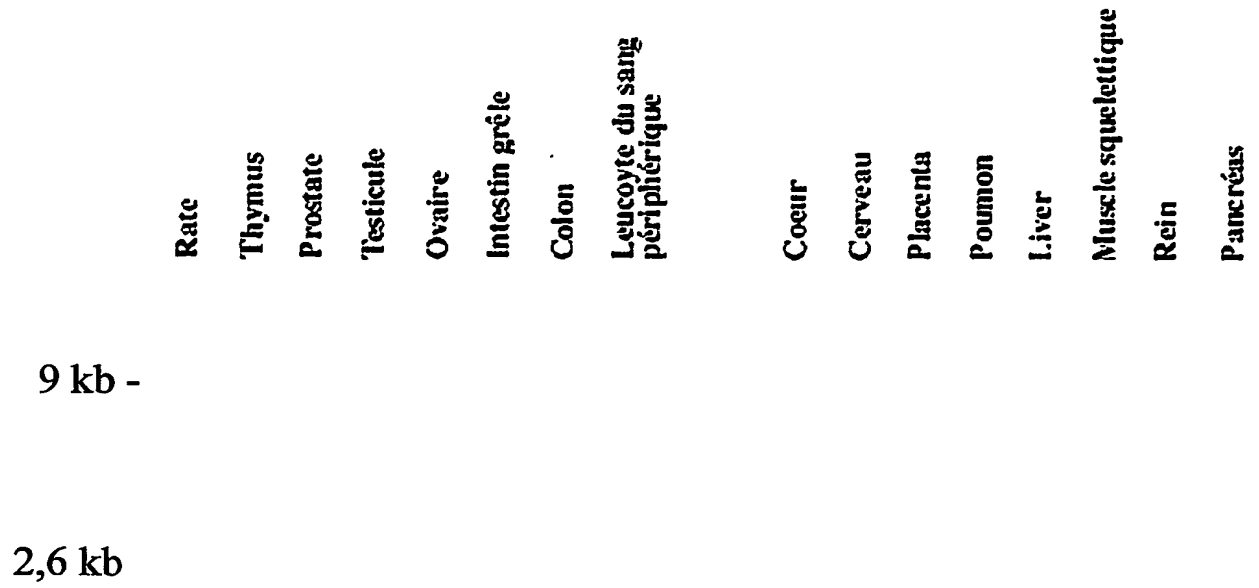 Rate
Thymus
Prostate
Testicule
Ovaire
Intestin grêle
Colon
Leucoyte du sang
périphérique
Coeur
Cerveau
Placenta
Poumon
Liver
Muscle squelettique
Rein
Pancréas
9 kb -
2,6 kb